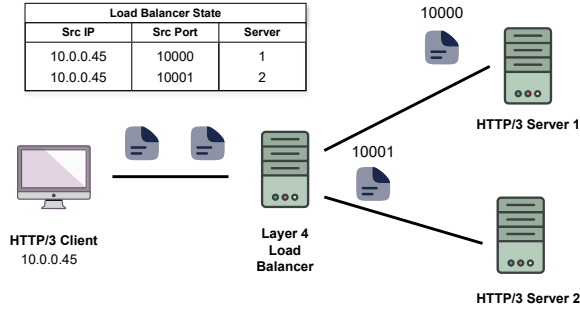 Load Balancer State
Src IP Src Port Server
10.0.0.45 10000 1
10.0.0.45 10001 2
10000
HTTP/3 Server 1
10001
HTTP/3 Client
10.0.0.45
Layer 4
Load
Balancer
HTTP/3 Server 2